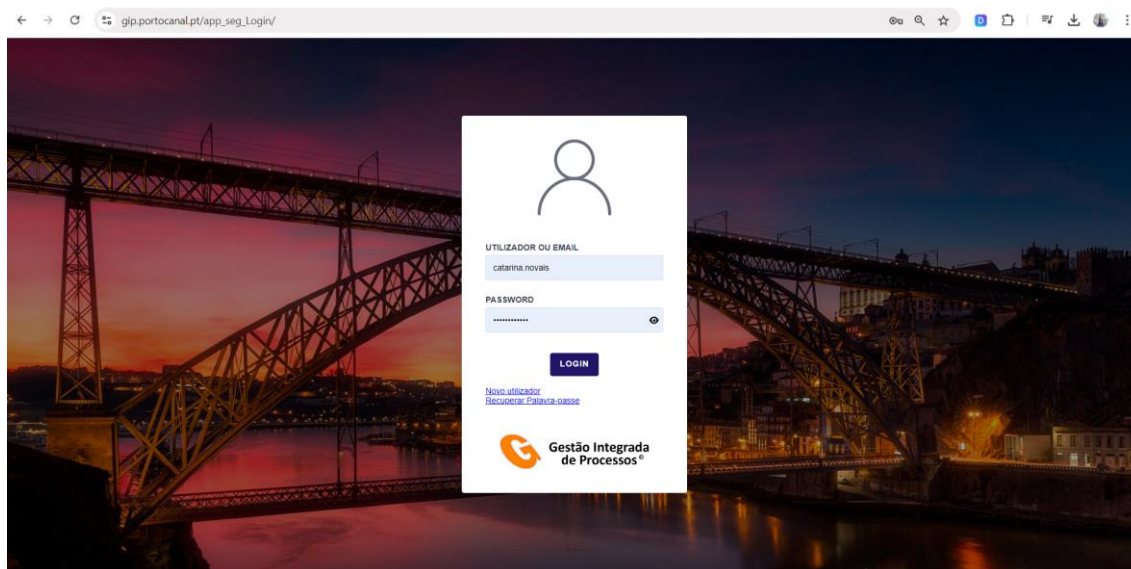 gip.portocanal.pt/app_seg_Login/
D
UTILIZADOR OU EMAIL
catarina.novais
PASSWORD
••••••••••••
LOGIN
Novo utilizador
Recuperar Palavra-passe
G Gestão Integrada
de Processos®